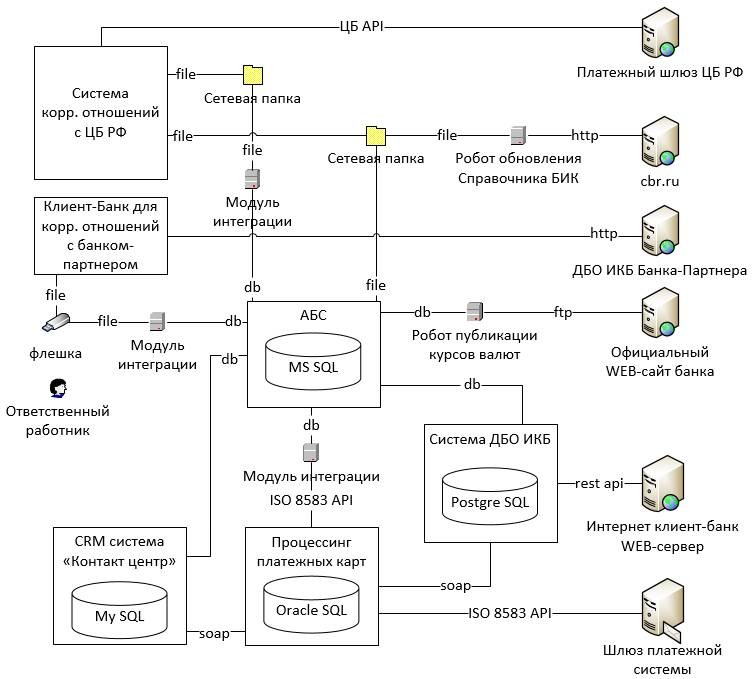 ЦБ API
Платежный шлюз ЦБ РФ
Система
корр. отношений
с ЦБ РФ
file
Сетевая папка
file
file
Сетевая папка
file
Робот обновления
Справочника БИК
http
cbr.ru
Модуль
интеграции
Клиент-Банк для
корр. отношений
с банком-
партнером
http
ДБО ИКБ Банка-Партнера
file
db
file
флешка
file
Модуль
интеграции
db
db
АБС
MS SQL
db
Робот публикации
курсов валют
ftp
Официальный
WEB-сайт банка
Ответственный
работник
db
db
Модуль интеграции
ISO 8583 API
Система ДБО ИКБ
Postgre SQL
rest api
Интернет клиент-банк
WEB-сервер
CRM система
«Контакт центр»
My SQL
soap
Процессинг
платежных карт
Oracle SQL
soap
ISO 8583 API
Шлюз платежной
системы